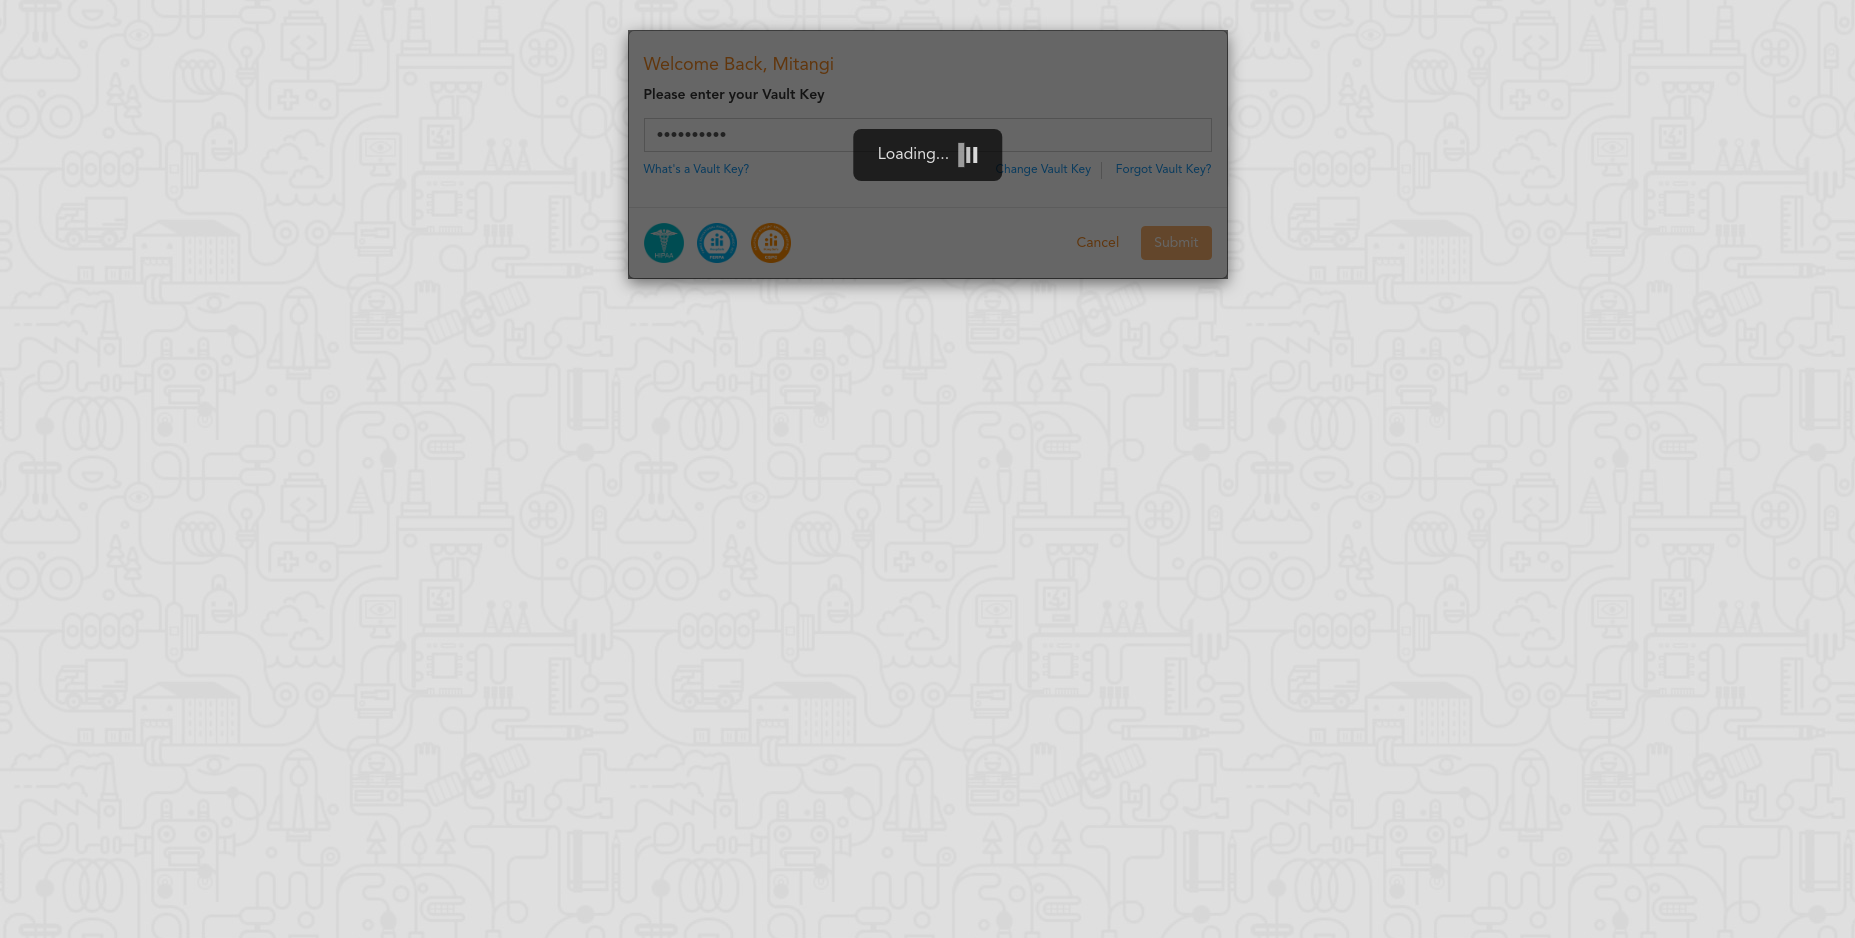 Welcome Back, Mitangi
Please enter your Vault Key
••••••••••
Loading...
What's a Vault Key?
Change Vault Key
Forgot Vault Key?
HIPAA
Cancel
Submit